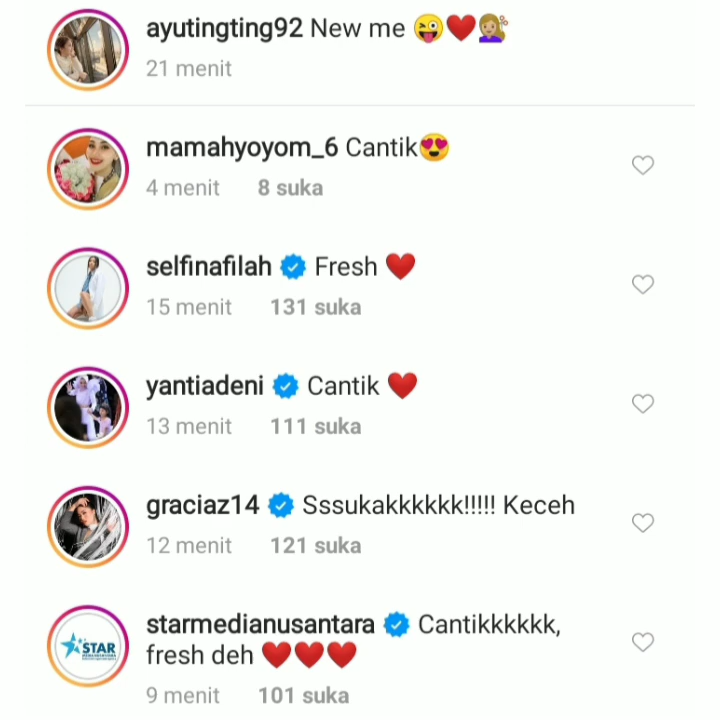 ayutingting92 New me 😜❤️💇🏼‍♀️
21 menit
mamahyoyom_6 Cantik😍
4 menit 8 suka
selfinafilah Fresh ❤️
15 menit 131 suka
yantiadeni Cantik ❤️
13 menit 111 suka
graciaz14 Sssukakkkkkk!!!!! Keceh
12 menit 121 suka
starmedianusantara Cantikkkkkk,
fresh deh ❤️❤️❤️
STAR
9 menit 101 suka